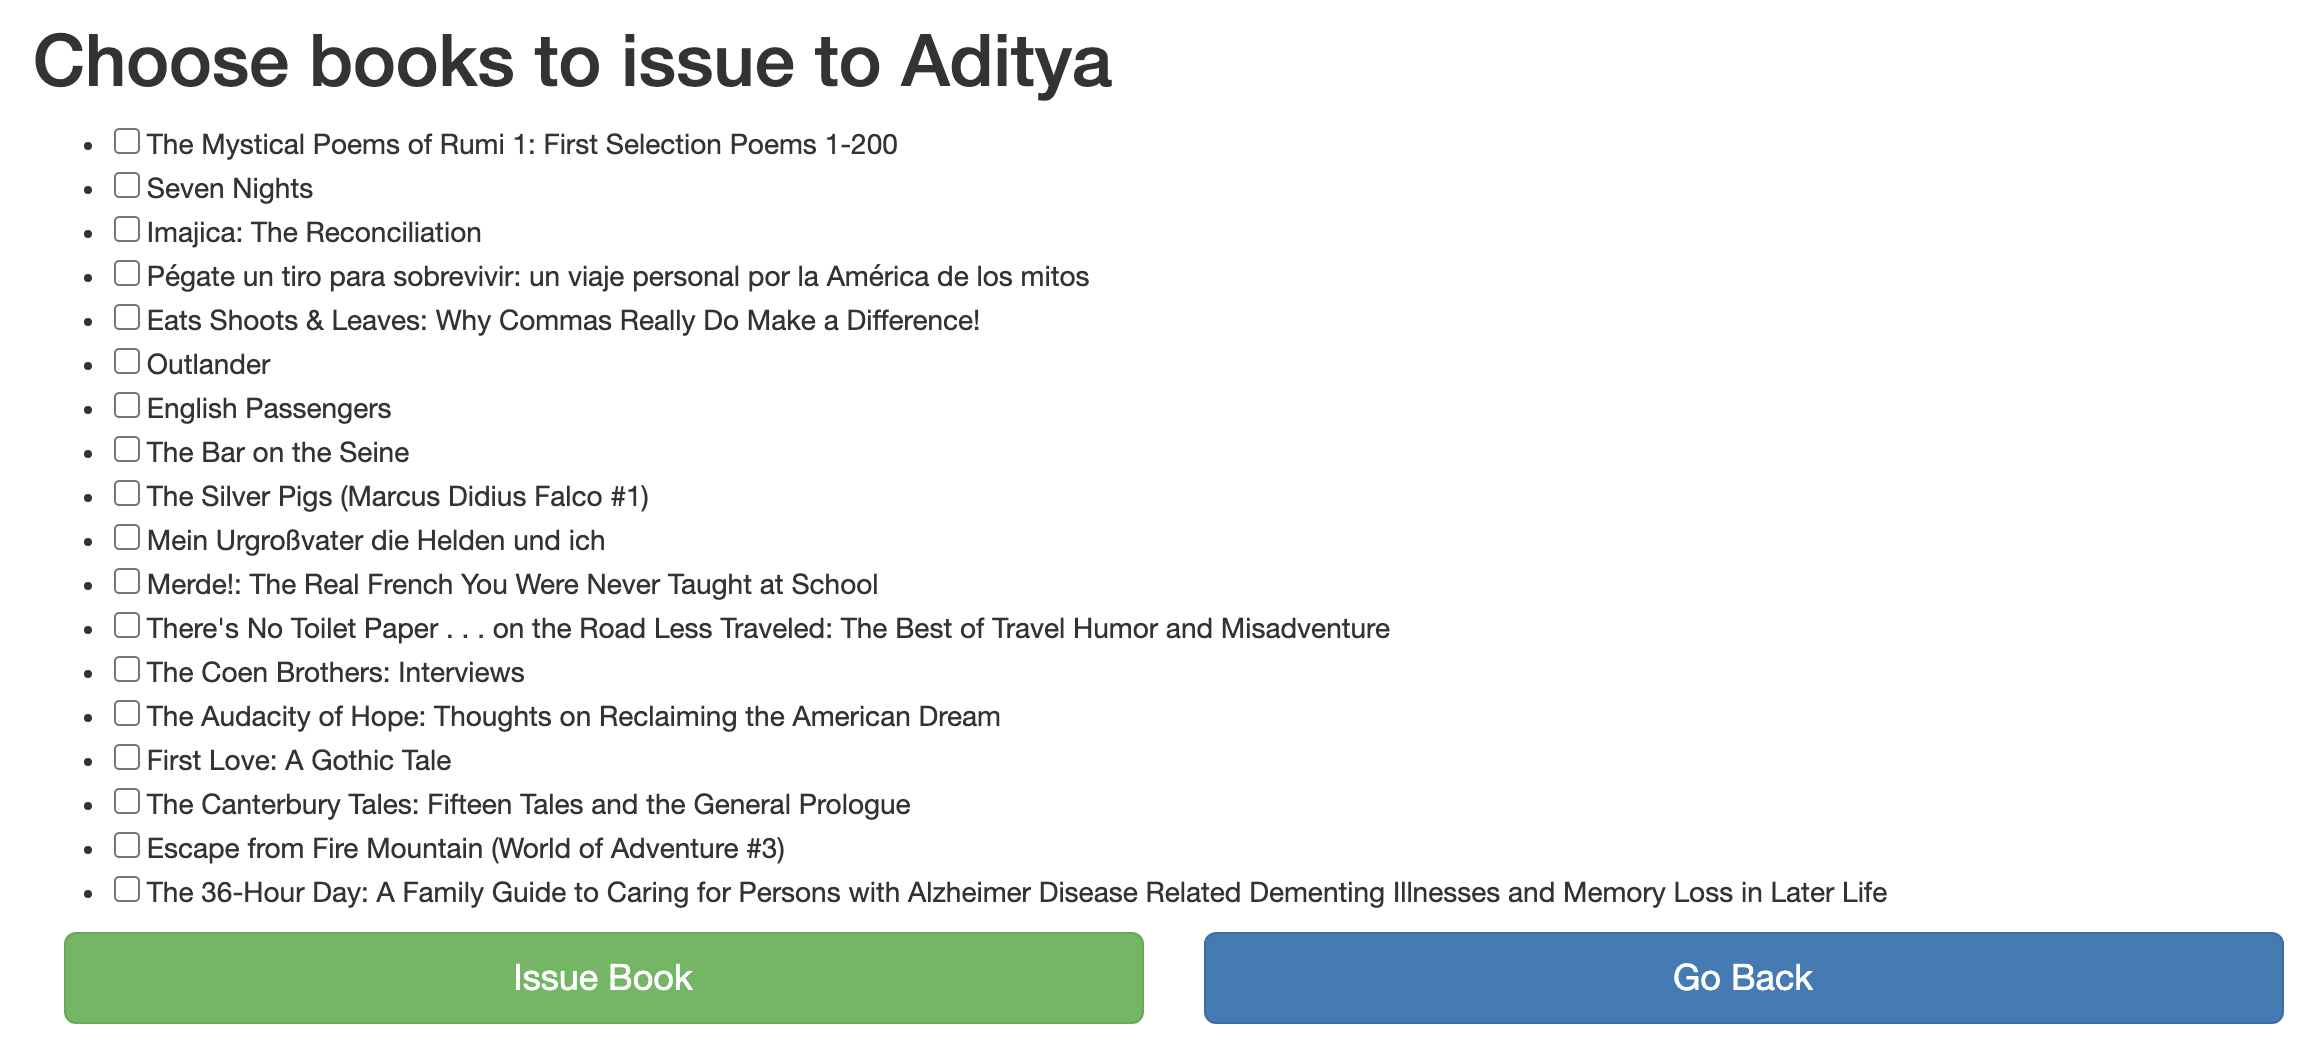 Choose books to issue to Aditya
The Mystical Poems of Rumi 1: First Selection Poems 1-200
Seven Nights
Imajica: The Reconciliation
Pégate un tiro para sobrevivir: un viaje personal por la América de los mitos
Eats Shoots & Leaves: Why Commas Really Do Make a Difference!
Outlander
English Passengers
The Bar on the Seine
The Silver Pigs (Marcus Didius Falco #1)
Mein Urgroßvater die Helden und ich
Merde!: The Real French You Were Never Taught at School
There's No Toilet Paper . . . on the Road Less Traveled: The Best of Travel Humor and Misadventure
The Coen Brothers: Interviews
The Audacity of Hope: Thoughts on Reclaiming the American Dream
First Love: A Gothic Tale
The Canterbury Tales: Fifteen Tales and the General Prologue
Escape from Fire Mountain (World of Adventure #3)
The 36-Hour Day: A Family Guide to Caring for Persons with Alzheimer Disease Related Dementing Illnesses and Memory Loss in Later Life
Issue Book
Go Back